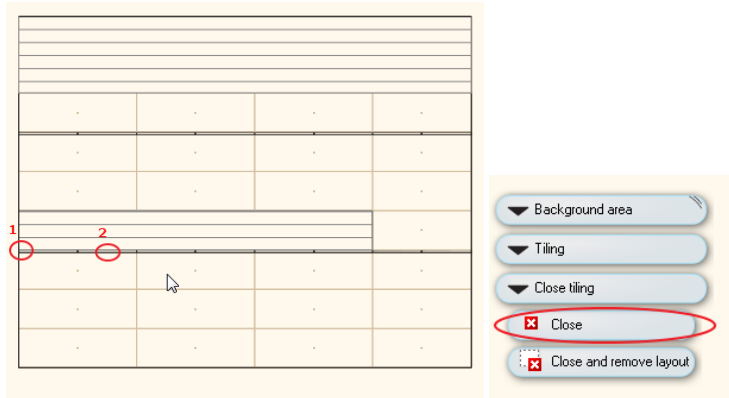 1
2
Background area
Tiling
Close tiling
Close
Close and remove layout